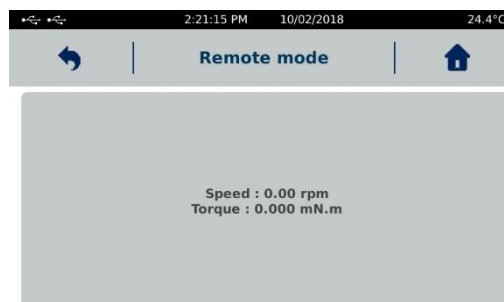 2:21:15 PM 10/02/2018 24.4°C
Remote mode
Speed : 0.00 rpm
Torque : 0.000 mN.m